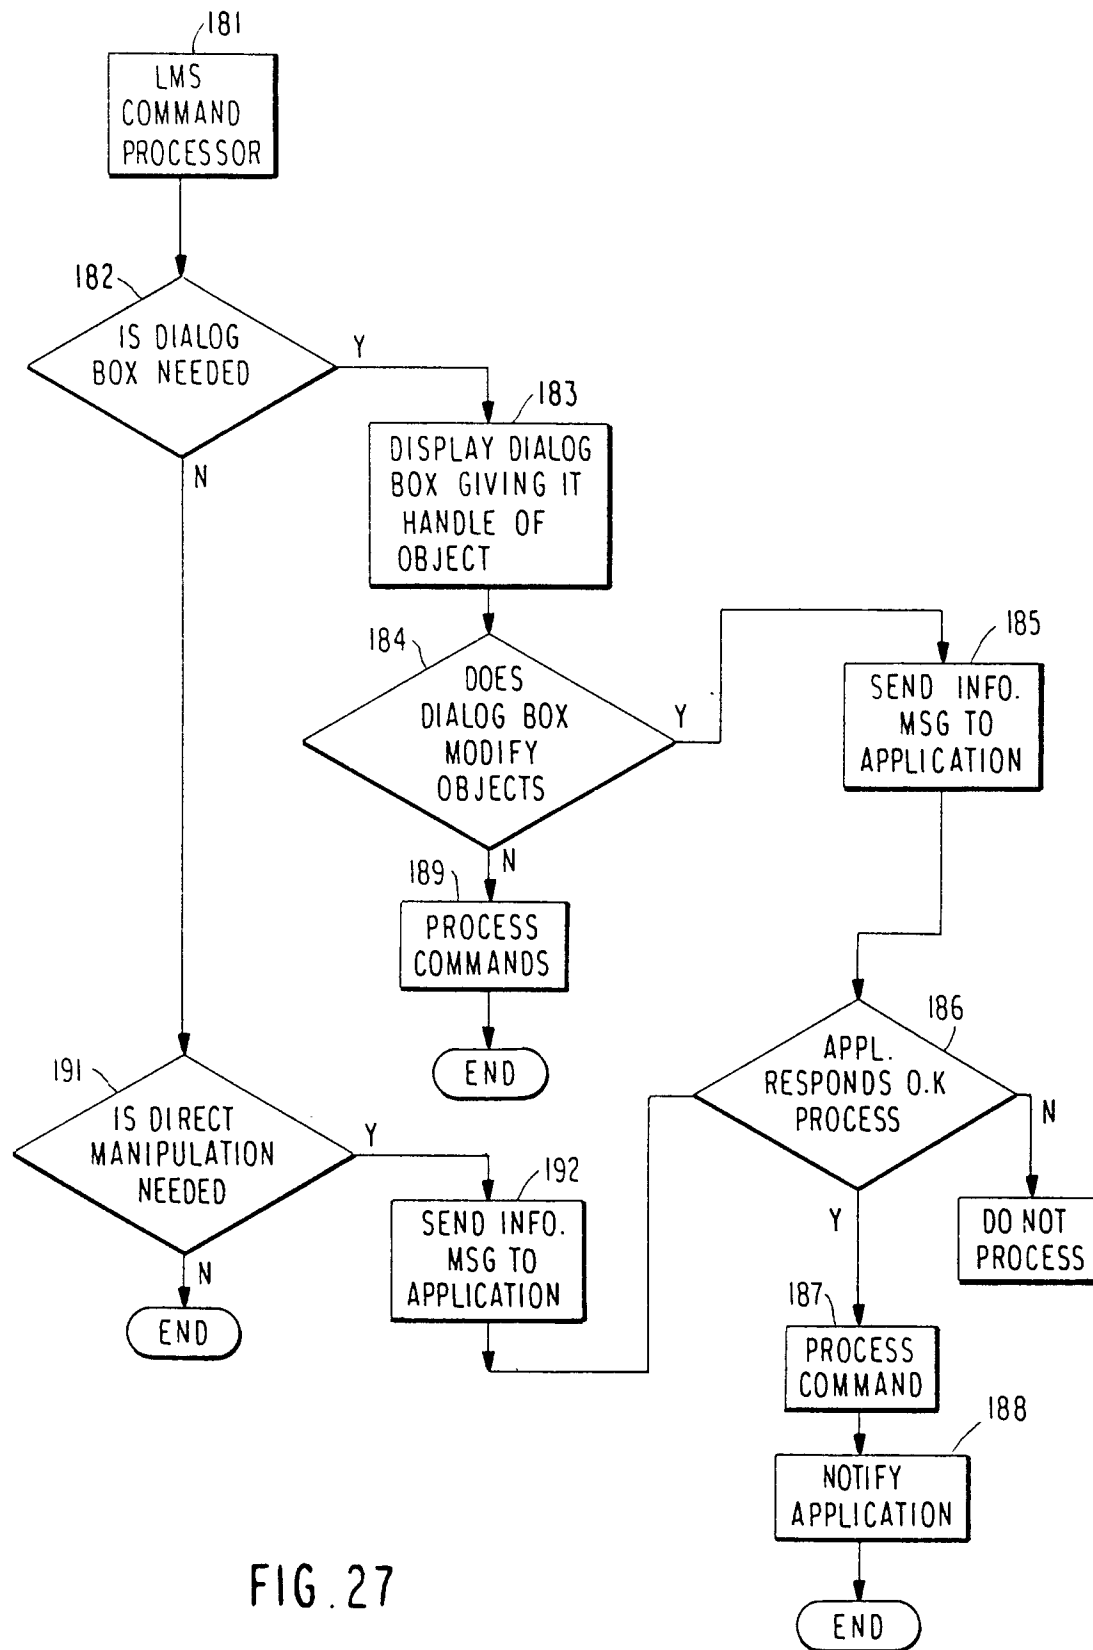 181
LMS
COMMAND
PROCESSOR
182
IS DIALOG
BOX NEEDED
Y
N
183
DISPLAY DIALOG
BOX GIVING IT
HANDLE OF
OBJECT
184
DOES
DIALOG BOX
MODIFY
OBJECTS
Y
N
185
SEND INFO.
MSG TO
APPLICATION
189
PROCESS
COMMANDS
END
186
APPL.
RESPONDS O.K
PROCESS
N
Y
DO NOT
PROCESS
191
IS DIRECT
MANIPULATION
NEEDED
Y
N
END
192
SEND INFO.
MSG TO
APPLICATION
187
PROCESS
COMMAND
188
NOTIFY
APPLICATION
END
FIG. 27